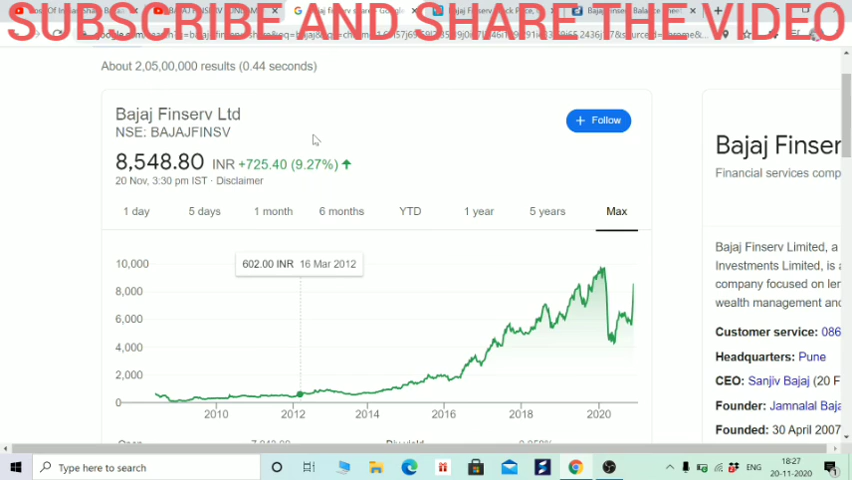 SUBSCRIBE AND SHARE THE VIDEO
About 2,05,00,000 results (0.44 seconds)
Bajaj Finserv Ltd
NSE: BAJAJFINSV
+ Follow
8,548.80 INR +725.40 (9.27%)
20 Nov, 3:30 pm IST · Disclaimer
1 day 5 days 1 month 6 months YTD 1 year 5 years Max
602.00 INR 16 Mar 2012
10,000
8,000
6,000
4,000
2,000
0
2010 2012 2014 2016 2018 2020
Bajaj Finser
Financial services comp
Bajaj Finserv Limited, a
Investments Limited, is
company focused on len
wealth management and
Customer service: 086
Headquarters: Pune
CEO: Sanjiv Bajaj (20 F
Founder: Jamnalal Baja
Founded: 30 April 2007
Type here to search
ENG
18:27
20-11-2020